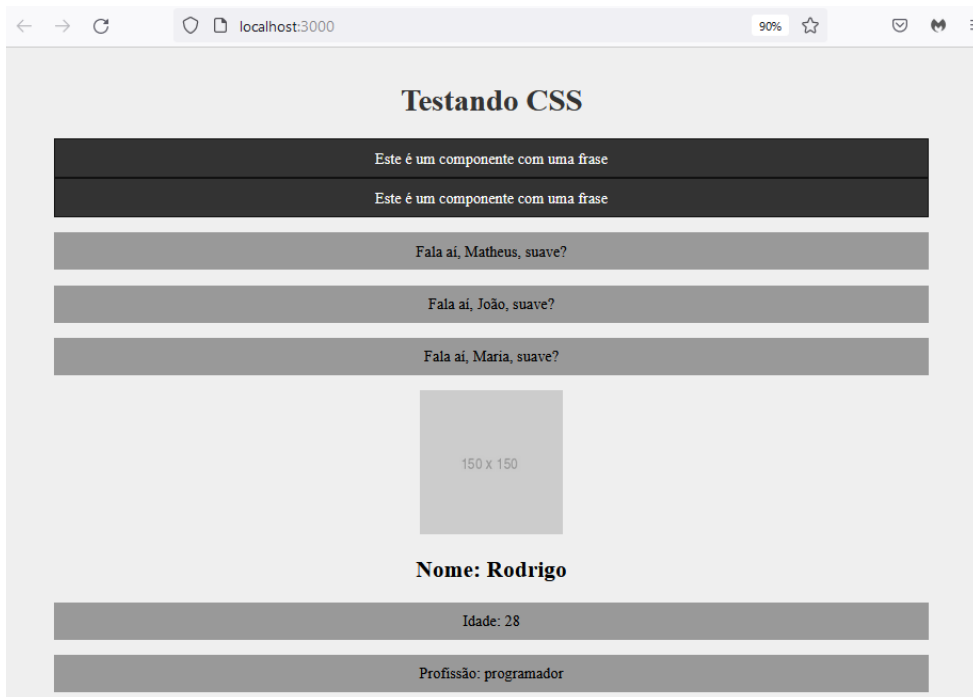 localhost:3000
90%
Testando CSS
Este é um componente com uma frase
Este é um componente com uma frase
Fala aí, Matheus, suave?
Fala aí, João, suave?
Fala aí, Maria, suave?
150 x 150
Nome: Rodrigo
Idade: 28
Profissão: programador